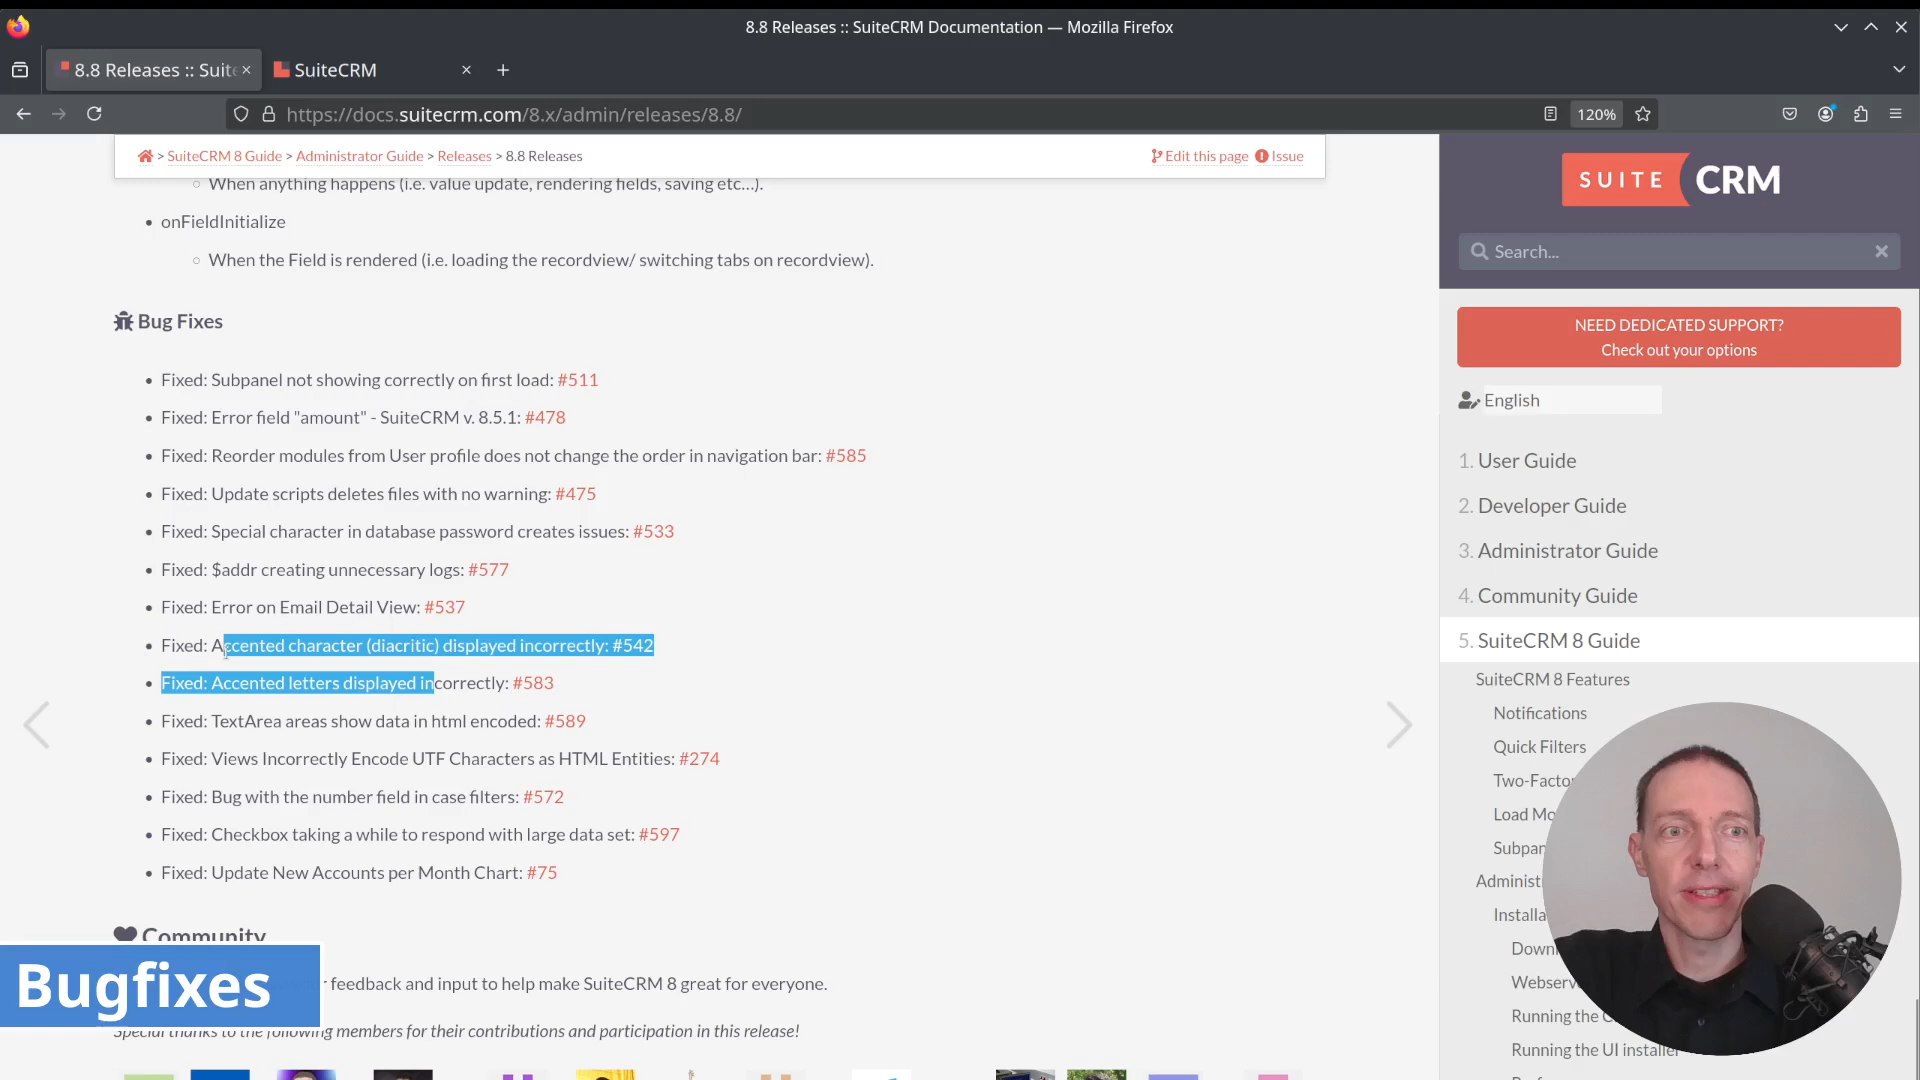 8.8 Releases :: SuiteCRM Documentation — Mozilla Firefox
8.8 Releases :: Suite
SuiteCRM
https://docs.suitecrm.com/8.x/admin/releases/8.8/
120%
> SuiteCRM 8 Guide > Administrator Guide > Releases > 8.8 Releases
Edit this page
Issue
When anything happens (i.e. value update, rendering fields, saving etc…).
onFieldInitialize
When the Field is rendered (i.e. loading the recordview/ switching tabs on recordview).
Bug Fixes
Fixed: Subpanel not showing correctly on first load: #511
Fixed: Error field "amount" - SuiteCRM v. 8.5.1: #478
Fixed: Reorder modules from User profile does not change the order in navigation bar: #585
Fixed: Update scripts deletes files with no warning: #475
Fixed: Special character in database password creates issues: #533
Fixed: $addr creating unnecessary logs: #577
Fixed: Error on Email Detail View: #537
Fixed: Accented character (diacritic) displayed incorrectly: #542
Fixed: Accented letters displayed incorrectly: #583
Fixed: TextArea areas show data in html encoded: #589
Fixed: Views Incorrectly Encode UTF Characters as HTML Entities: #274
Fixed: Bug with the number field in case filters: #572
Fixed: Checkbox taking a while to respond with large data set: #597
Fixed: Update New Accounts per Month Chart: #75
Community
feedback and input to help make SuiteCRM 8 great for everyone.
Special thanks to the following members for their contributions and participation in this release!
Bugfixes
SUITE CRM
Search...
NEED DEDICATED SUPPORT?
Check out your options
English
1. User Guide
2. Developer Guide
3. Administrator Guide
4. Community Guide
5. SuiteCRM 8 Guide
SuiteCRM 8 Features
Notifications
Quick Filters
Two-Facto
Load Mo
Subpan
Administ
Installa
Down
Webserv
Running the C
Running the UI installer